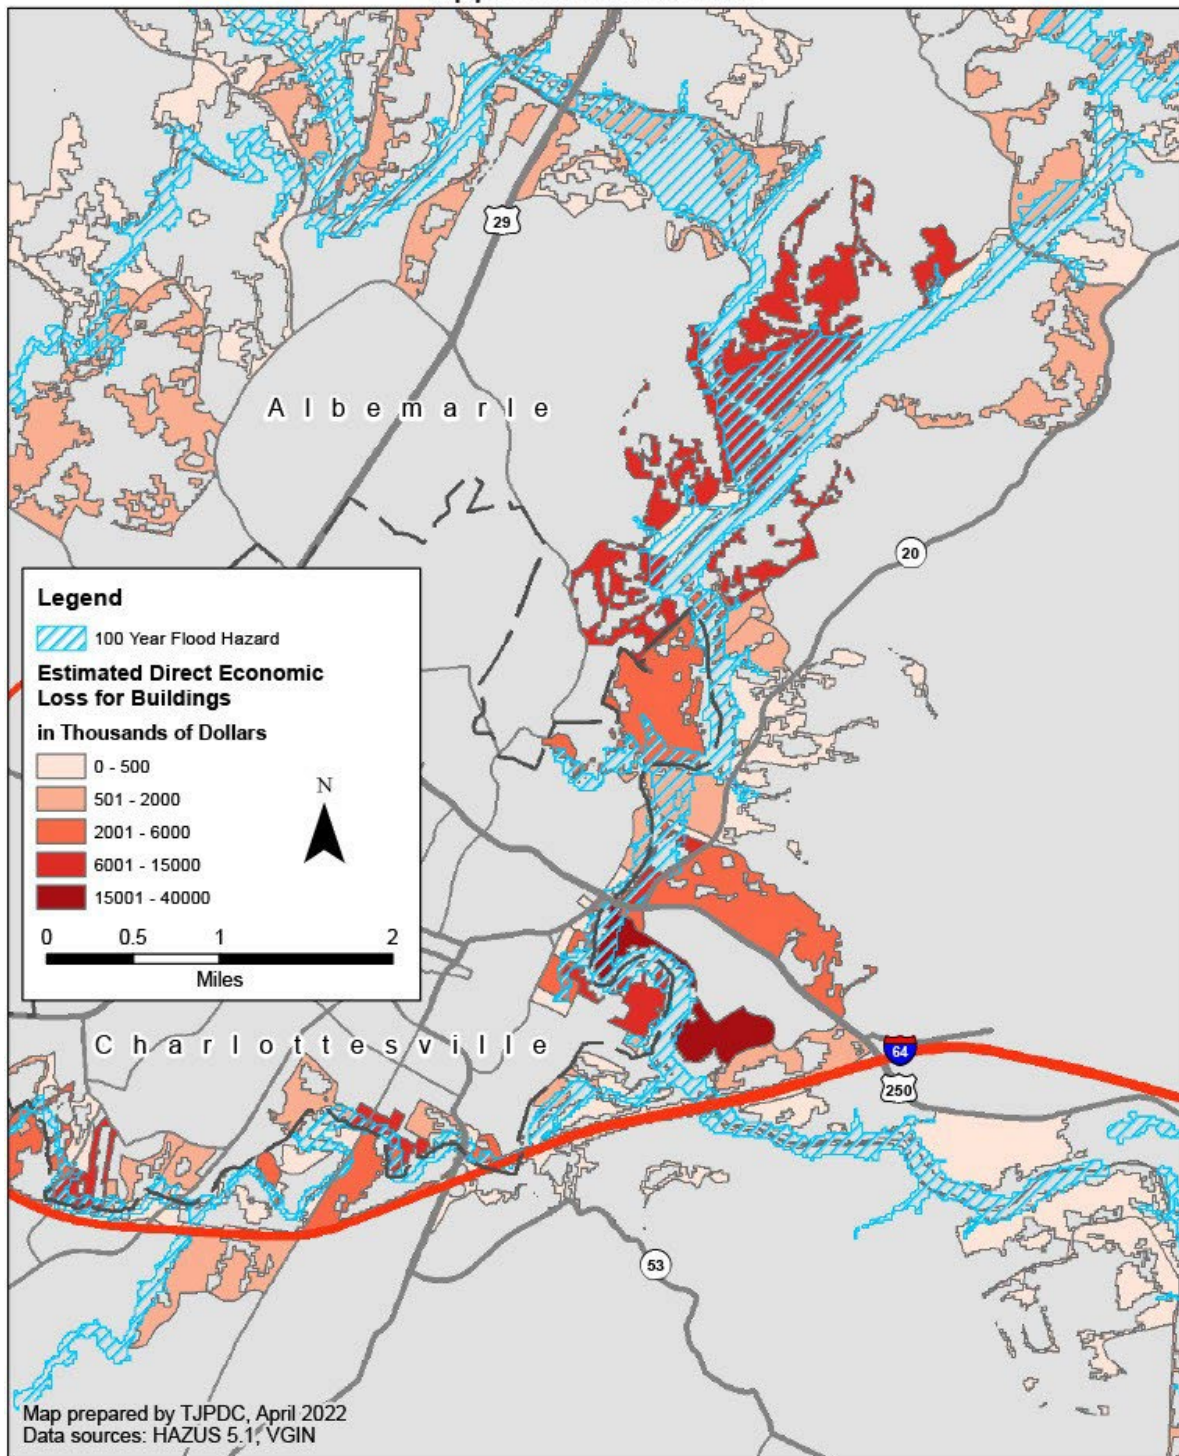 29
Albemarle
20
Legend
100 Year Flood Hazard
Estimated Direct Economic
Loss for Buildings
in Thousands of Dollars
0 - 500
501 - 2000
2001 - 6000
6001 - 15000
15001 - 40000
N
0 0.5 1 2
Miles
Charlottesville
64
250
53
Map prepared by TJPDC, April 2022
Data sources: HAZUS 5.1, VGIN